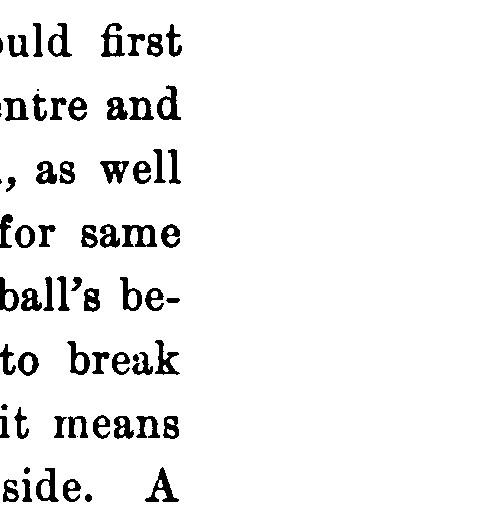 ould first
entre and
, as well
for same
ball's be-
to break
it means
side. A